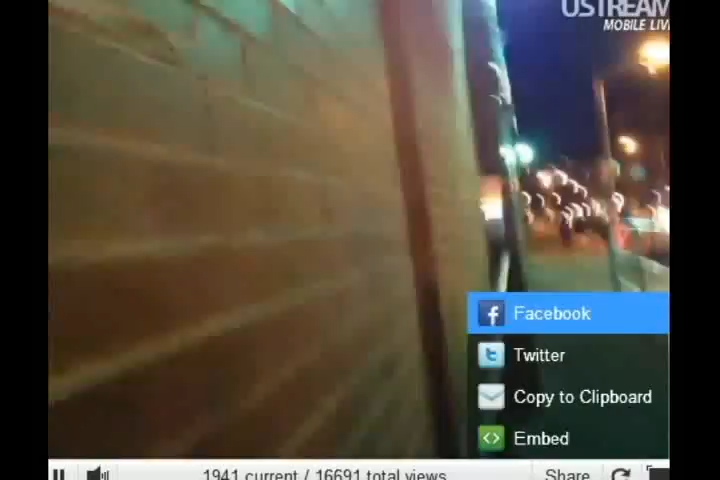 USTREAM
MOBILE LIV
Facebook
Twitter
Copy to Clipboard
Embed
1941 current / 16691 total views
Share